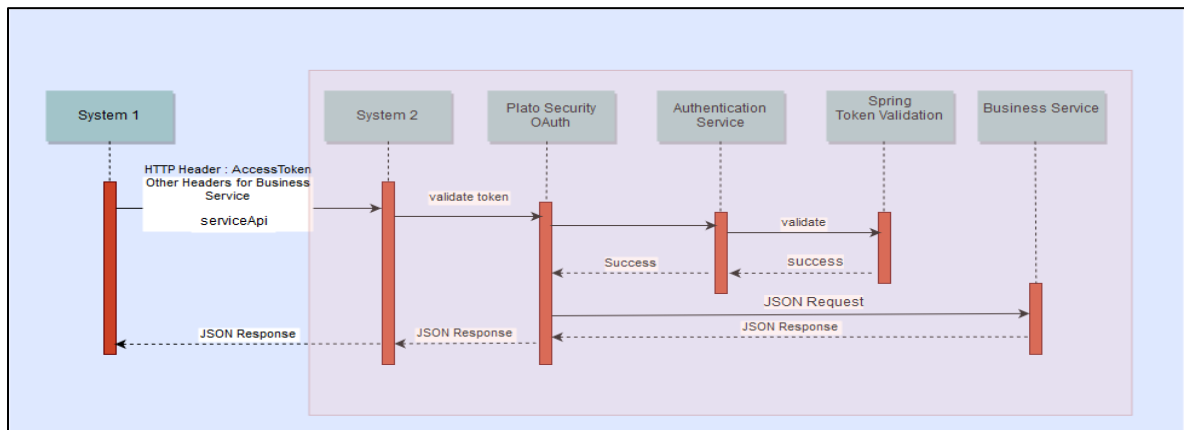 System 1
System 2
Plato Security
OAuth
Authentication
Service
Spring
Token Validation
Business Service
HTTP Header : AccessToken
Other Headers for Business
Service
serviceApi
validate token
validate
Success
success
JSON Request
JSON Response
JSON Response
JSON Response